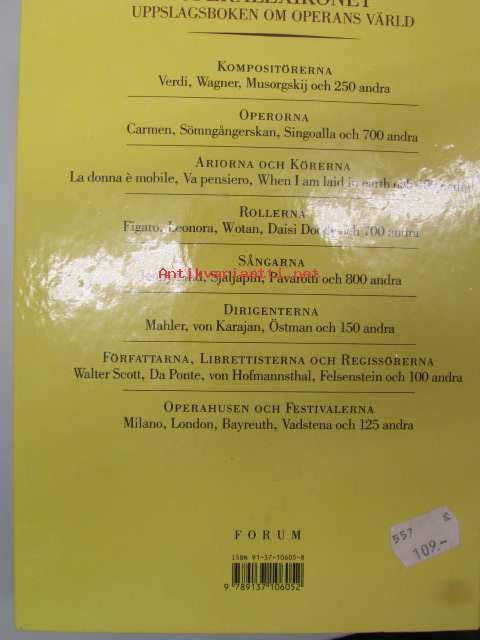 UPPSLAGSBOKEN OM OPERANS VÄRLD
KOMPOSITÖRERNA
Verdi, Wagner, Musorgskij och 250 andra
OPERORNA
Carmen, Sömngångerskan, Singoalla och 700 andra
ARIORNA OCH KÖRERNA
La donna è mobile, Va pensiero, When I am laid in earth och
ROLLERNA
Figaro, Leonora, Wotan, Daisi och 700 andra
SÅNGARNA
Antikvariaatti.net
Sjaljapin, Pavarotti och 800 andra
DIRIGENTERNA
Mahler, von Karajan, Östman och 150 andra
FÖRFATTARNA, LIBRETTISTERNA OCH REGISSÖRERNA
Walter Scott, Da Ponte, von Hofmannsthal, Felsenstein och 100 andra
OPERAHUSEN OCH FESTIVALERNA
Milano, London, Bayreuth, Vadstena och 125 andra
FORUM
ISBN 91-37-10605-8
9 789137 106052
557
109.-